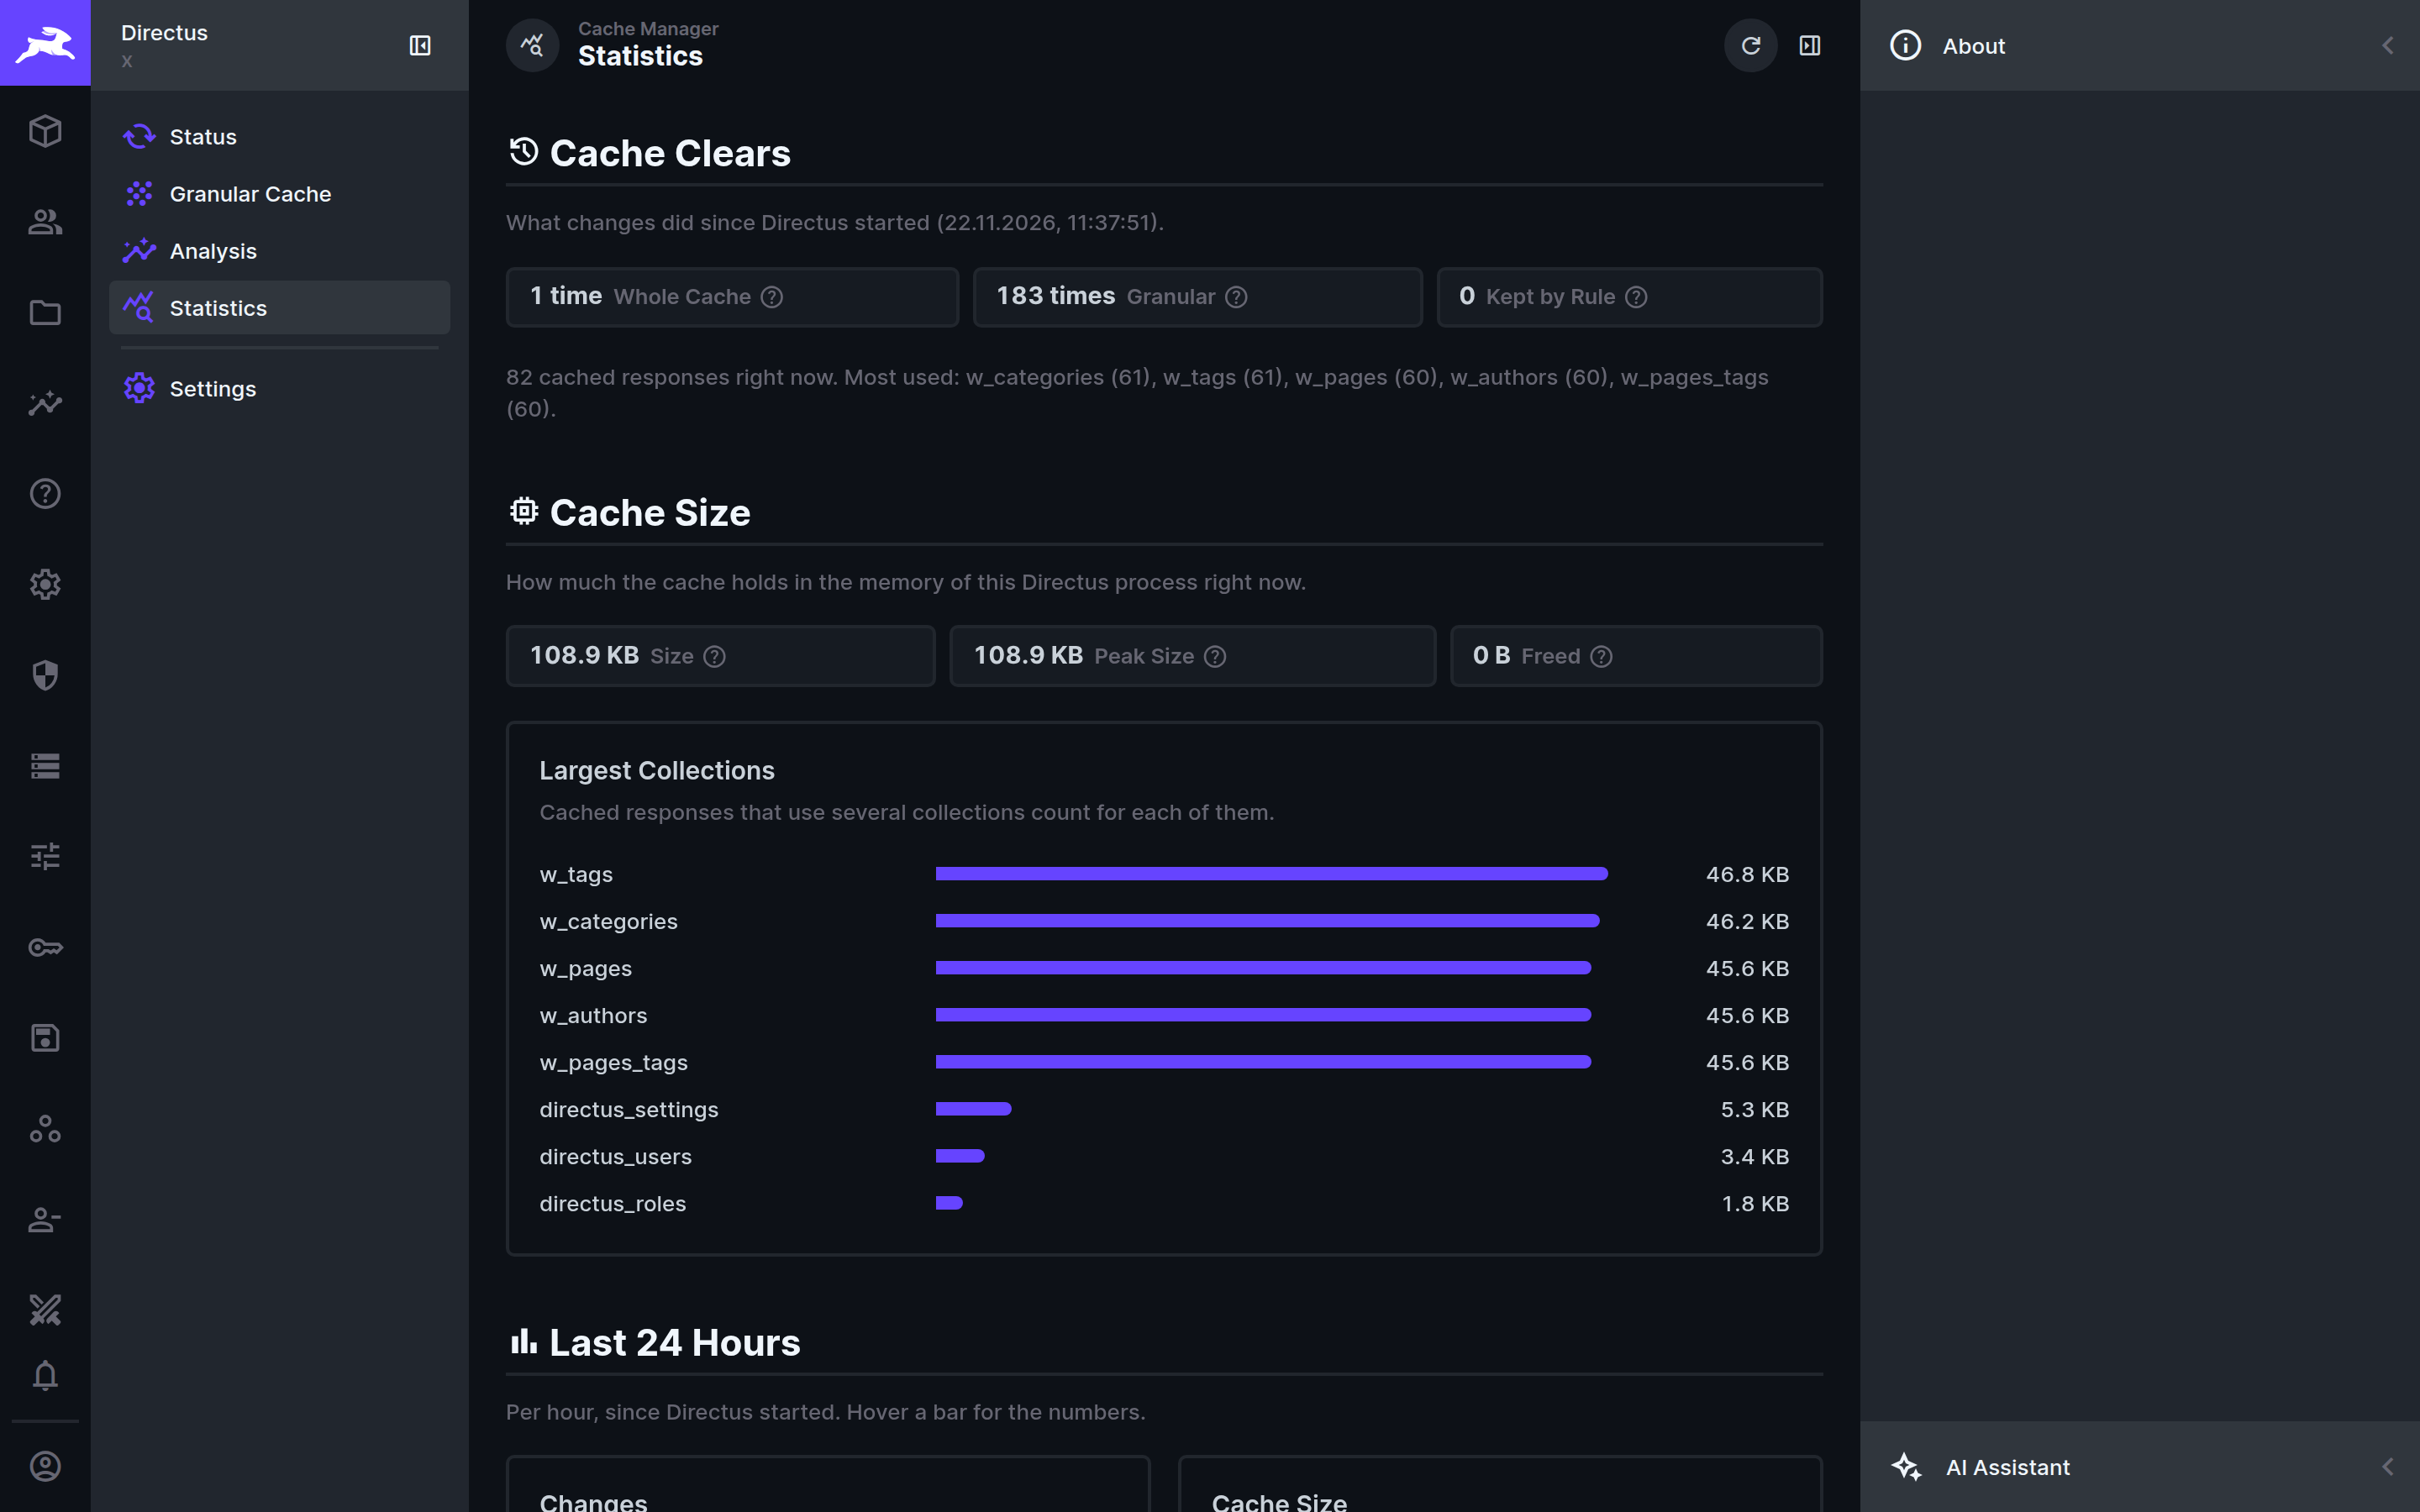 Directus
X
Status
Granular Cache
Analysis
Statistics
Settings
Cache Manager
Statistics
Cache Clears
What changes did since Directus started (22.11.2026, 11:37:51).
1 time Whole Cache
183 times Granular
0 Kept by Rule
82 cached responses right now. Most used: w_categories (61), w_tags (61), w_pages (60), w_authors (60), w_pages_tags
(60).
Cache Size
How much the cache holds in the memory of this Directus process right now.
108.9 KB Size
108.9 KB Peak Size
0 B Freed
Largest Collections
Cached responses that use several collections count for each of them.
w_tags 46.8 KB
w_categories 46.2 KB
w_pages 45.6 KB
w_authors 45.6 KB
w_pages_tags 45.6 KB
directus_settings 5.3 KB
directus_users 3.4 KB
directus_roles 1.8 KB
Last 24 Hours
Per hour, since Directus started. Hover a bar for the numbers.
Changes
Cache Size
About
AI Assistant